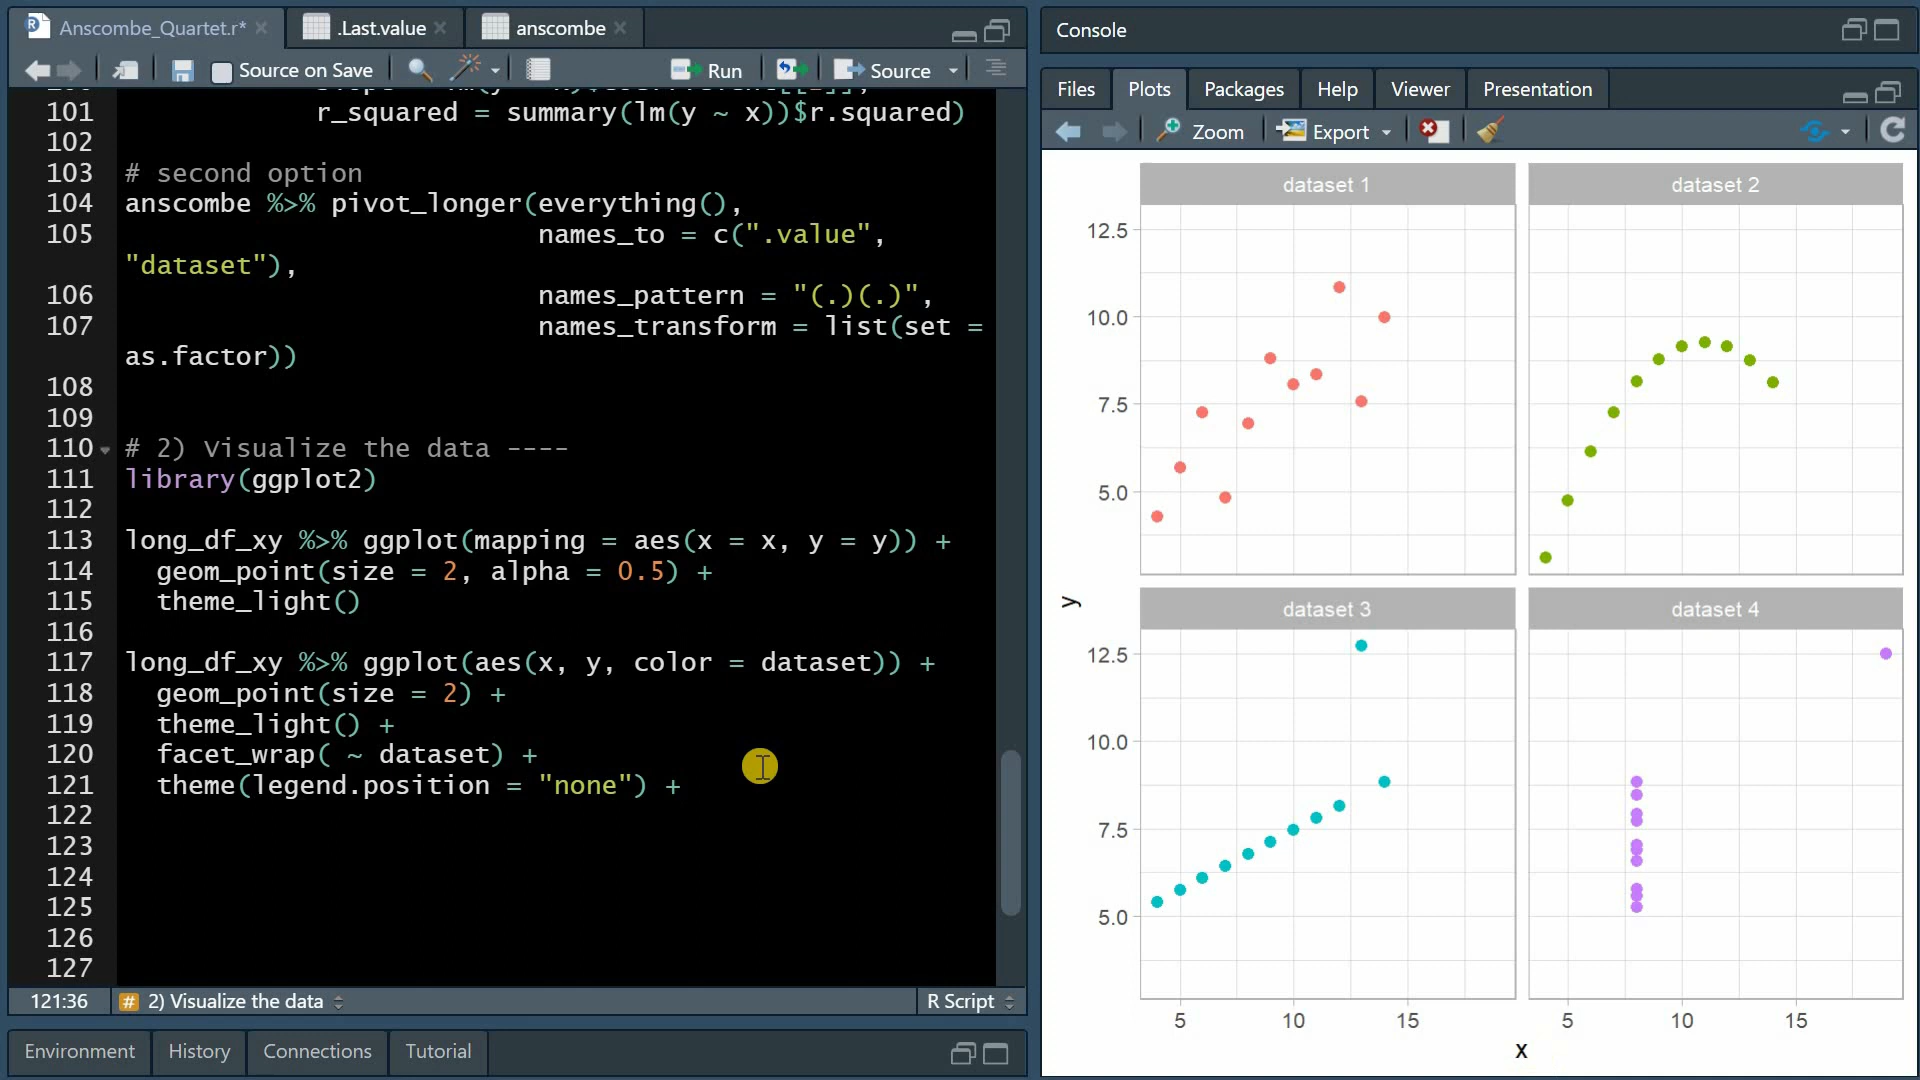 Anscombe_Quartet.r*
.Last.value
anscombe
Source on Save
Run
Source
101 r_squared = summary(lm(y ~ x))$r.squared)
102
103 # second option
104 anscombe %>% pivot_longer(everything(),
105 names_to = c(".value",
"dataset"),
106 names_pattern = "(.)(.)",
107 names_transform = list(set =
as.factor))
108
109
110 # 2) Visualize the data ----
111 library(ggplot2)
112
113 long_df_xy %>% ggplot(mapping = aes(x = x, y = y)) +
114 geom_point(size = 2, alpha = 0.5) +
115 theme_light()
116
117 long_df_xy %>% ggplot(aes(x, y, color = dataset)) +
118 geom_point(size = 2) +
119 theme_light() +
120 facet_wrap( ~ dataset) +
121 theme(legend.position = "none") +
122
123
124
125
126
127
121:36
# 2) Visualize the data
R Script
Environment
History
Connections
Tutorial
Console
Files
Plots
Packages
Help
Viewer
Presentation
Zoom
Export
dataset 1
dataset 2
12.5
10.0
7.5
5.0
y
dataset 3
dataset 4
12.5
10.0
7.5
5.0
5 10 15
5 10 15
x